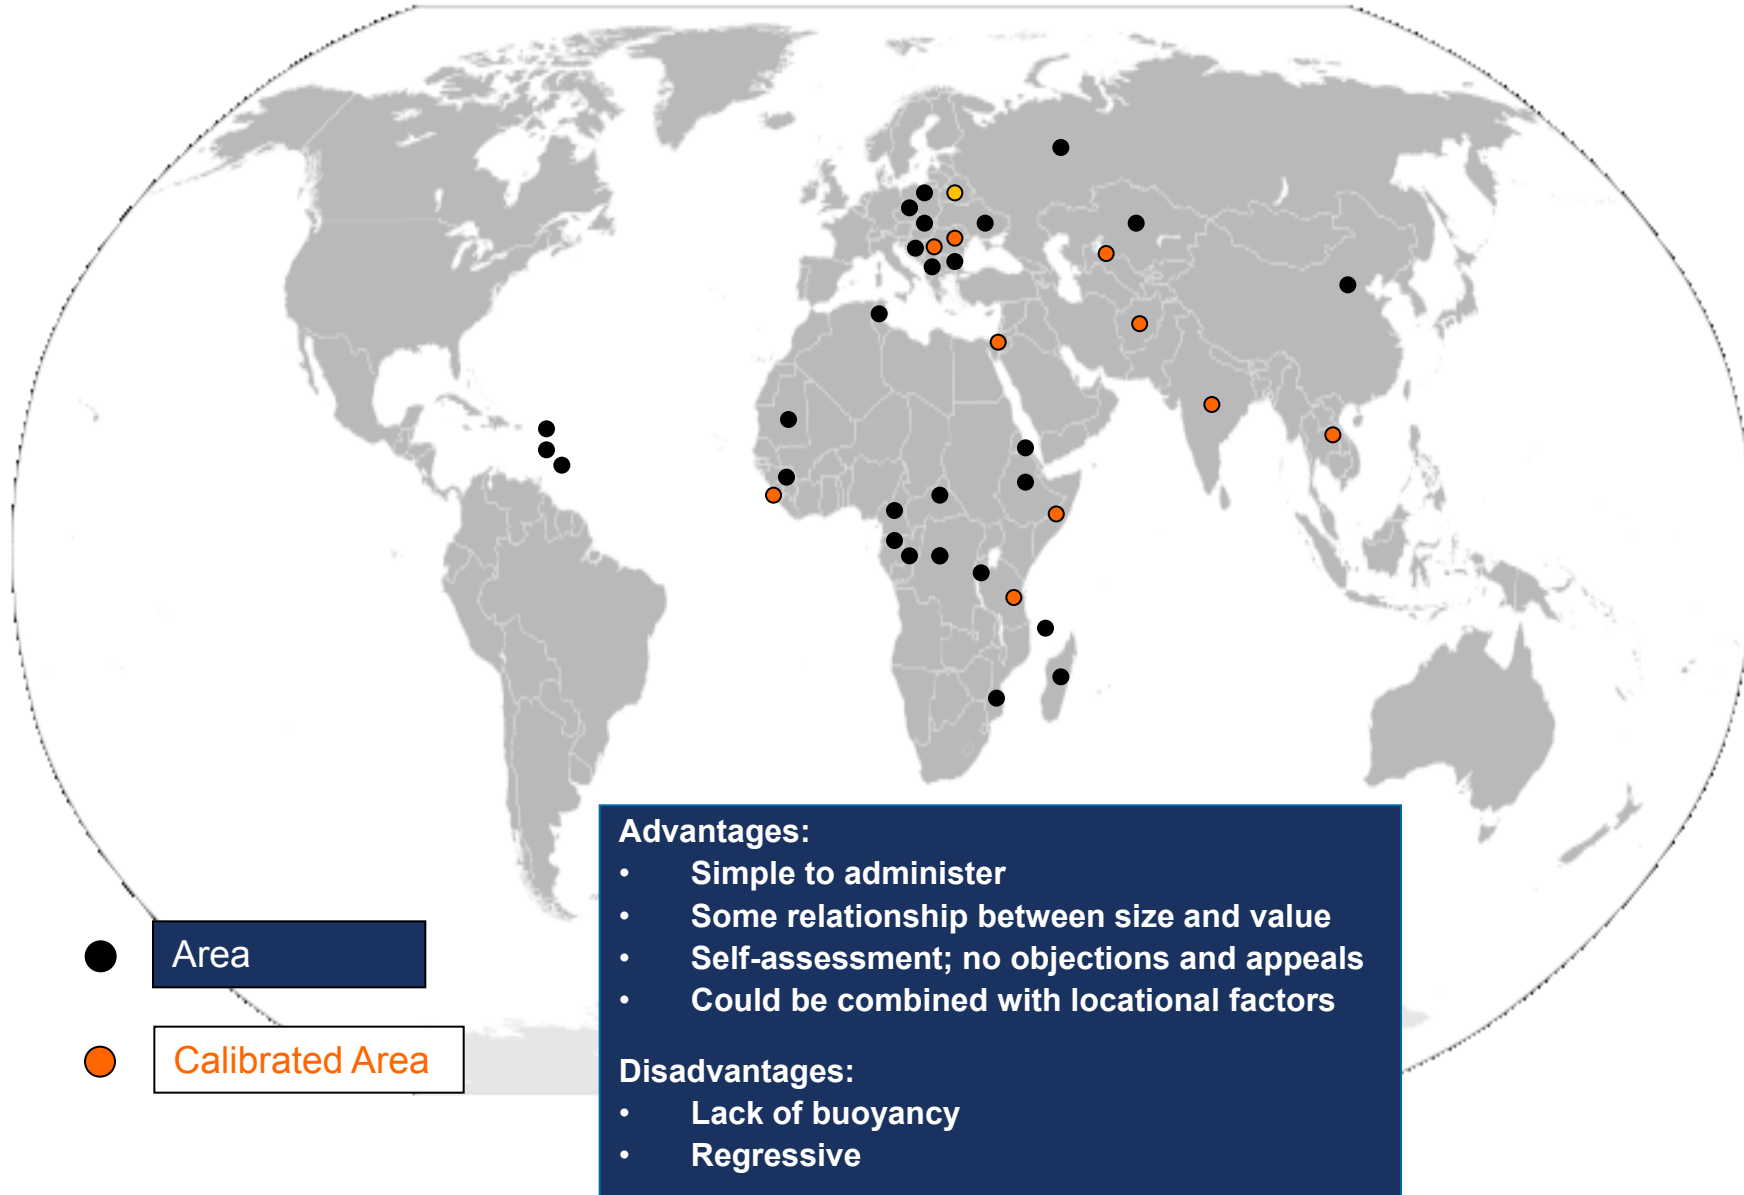 Advantages:
• Simple to administer
• Some relationship between size and value
• Self-assessment; no objections and appeals
• Could be combined with locational factors
Disadvantages:
• Lack of buoyancy
• Regressive
Area
Calibrated Area